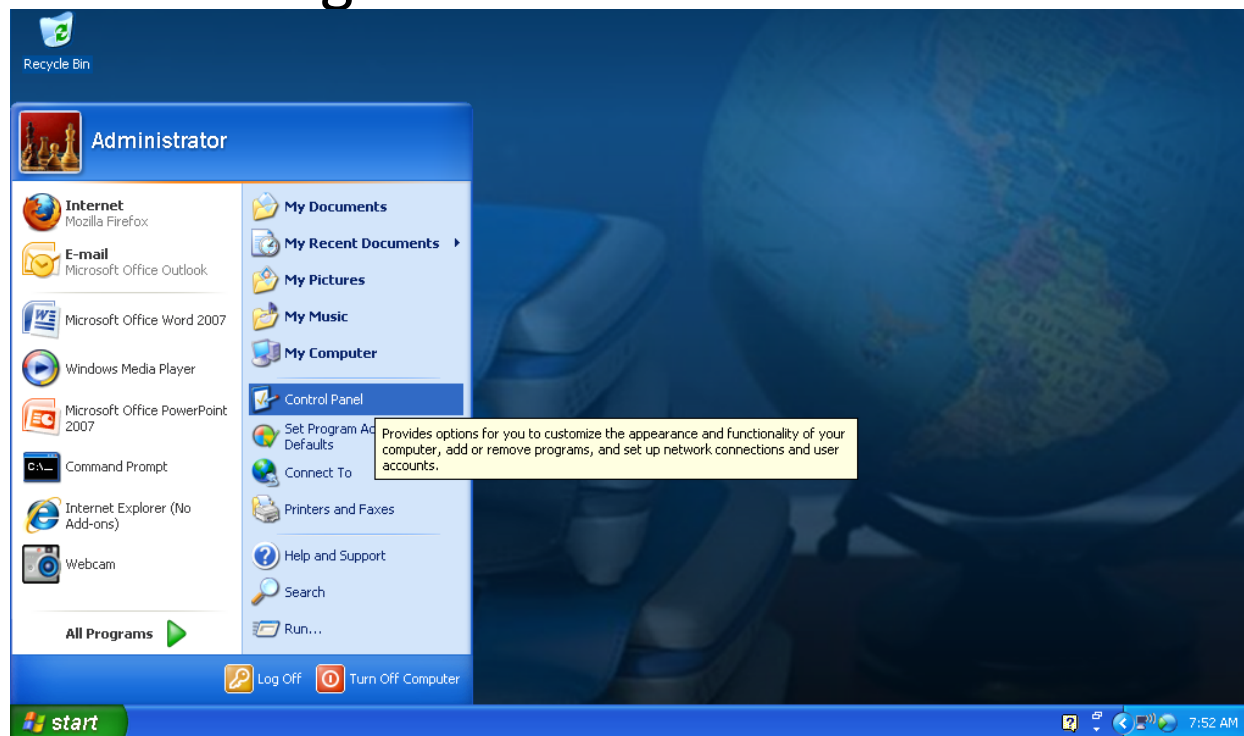 Recycle Bin
Administrator
Internet
Mozilla Firefox
E-mail
Microsoft Office Outlook
Microsoft Office Word 2007
Windows Media Player
Microsoft Office PowerPoint
2007
C:\_
Command Prompt
Internet Explorer (No
Add-ons)
Webcam
All Programs
My Documents
My Recent Documents
My Pictures
My Music
My Computer
Control Panel
Set Program Ac
Defaults
Provides options for you to customize the appearance and functionality of your
computer, add or remove programs, and set up network connections and user
accounts.
Connect To
Printers and Faxes
Help and Support
Search
Run...
Log Off
Turn Off Computer
start
7:52 AM